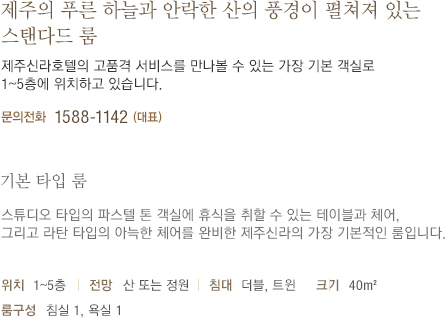 제주의 푸른 하늘과 안락한 산의 풍경이 펼쳐져 있는
스탠다드 룸
제주신라호텔의 고품격 서비스를 만나볼 수 있는 가장 기본 객실로
1~5층에 위치하고 있습니다.
문의전화 1588-1142 (대표)
기본 타입 룸
스튜디오 타입의 파스텔 톤 객실에 휴식을 취할 수 있는 테이블과 체어,
그리고 라탄 타입의 아늑한 체어를 완비한 제주신라의 가장 기본적인 룸입니다.
위치 1~5층 | 전망 산 또는 정원 | 침대 더블, 트윈 크기 40m²
룸구성 침실 1, 욕실 1